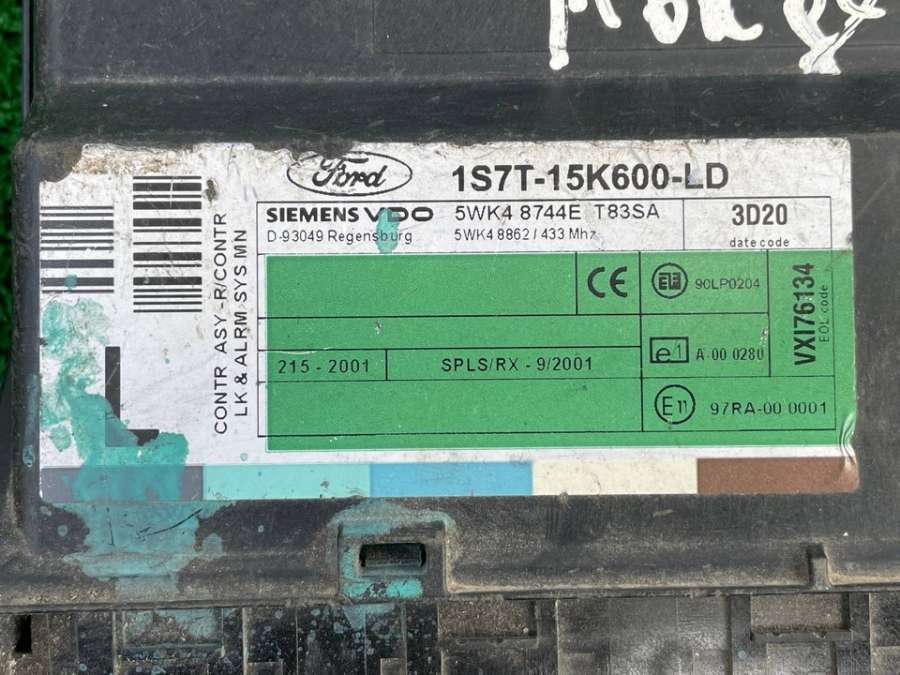 Ford
1S7T-15K600-LD
SIEMENS VDO 5WK4 8744E T83SA 3D20
D-93049 Regensburg 5WK4 8862 / 433 Mhz date code
CONTR ASY -R/CONTR
LK & ALRM SYS MN
CE
90LP0204
VXI76134
EOL code
e1 A-00 0280
215 - 2001 SPLS/RX - 9/2001
E11 97RA-00 0001